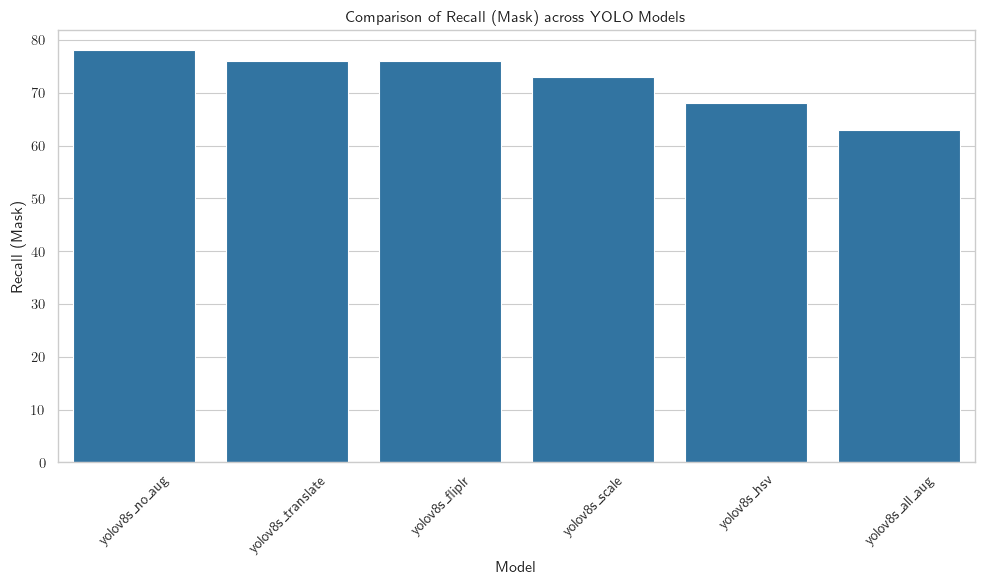 Comparison of Recall (Mask) across YOLO Models
Recall (Mask)
80
70
60
50
40
30
20
10
0
yolov8s_no_aug
yolov8s_translate
yolov8s_fliplr
yolov8s_scale
yolov8s_hsv
yolov8s_all_aug
Model